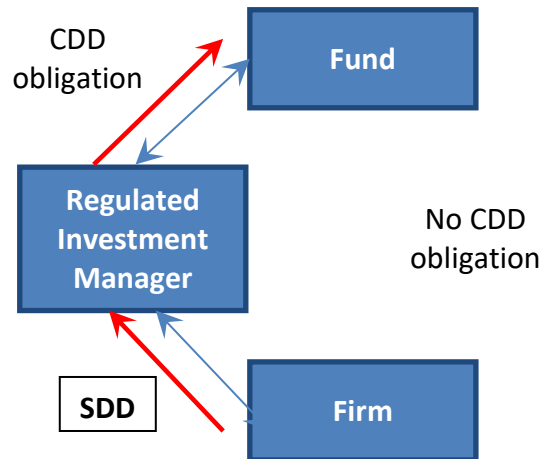 CDD
obligation
Fund
Regulated
Investment
Manager
No CDD
obligation
SDD
Firm